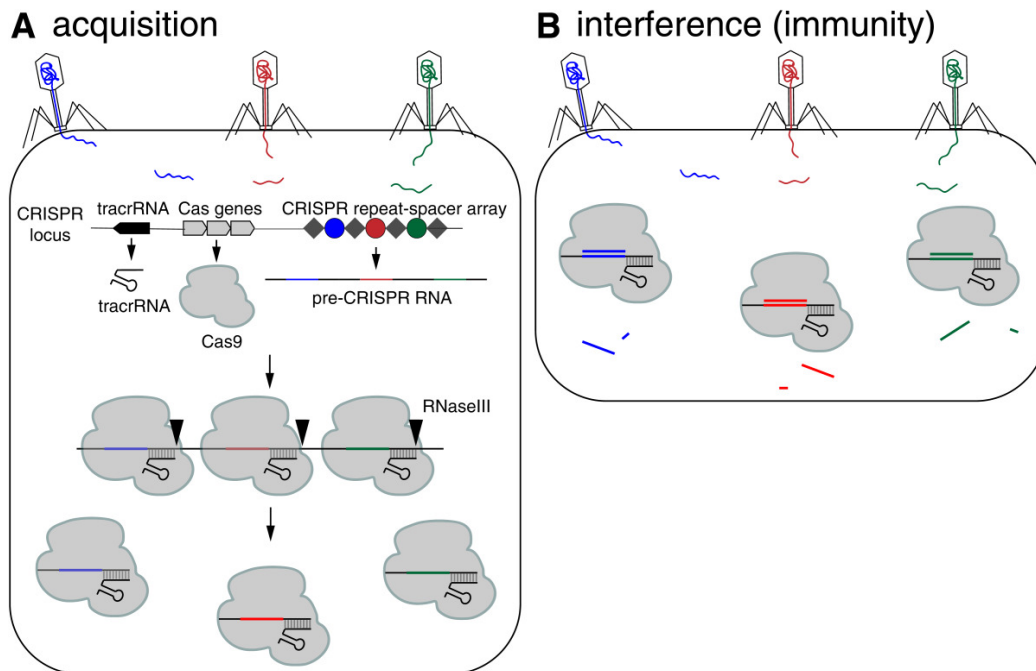 A acquisition
B interference (immunity)
CRISPR locus
tracrRNA
Cas genes
CRISPR repeat-spacer array
tracrRNA
Cas9
pre-CRISPR RNA
RNaseIII